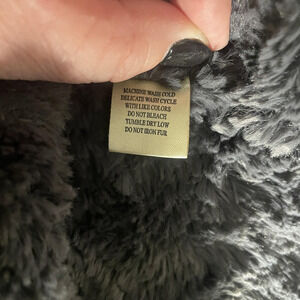 MACHINE WASH COLD
DELICATE WASH CYCLE
WITH LIKE COLORS
DO NOT BLEACH
TUMBLE DRY LOW
DO NOT IRON FUR